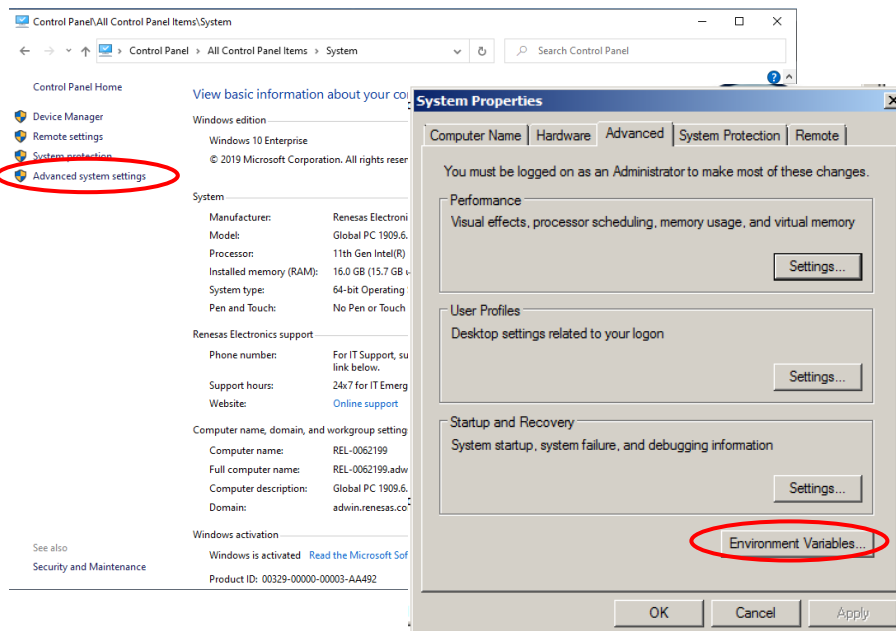 Control Panel\All Control Panel Items\System
Control Panel > All Control Panel Items > System
Search Control Panel
Control Panel Home
Device Manager
Remote settings
System protection
Advanced system settings
See also
Security and Maintenance
View basic information about your
Windows edition
Windows 10 Enterprise
© 2019 Microsoft Corporation. All rights
System
Manufacturer: Renesas
Model: Global PC 1909.6.
Processor: 11th Gen Intel(R)
Installed memory (RAM): 16.0 GB (15.7 GB
System type: 64-bit Operating
Pen and Touch: No Pen or Touch
Renesas Electronics support
Phone number: For IT Support,
link below.
Support hours: 24x7 for IT
Website: Online support
Computer name, domain, and workgroup
Computer name: REL-0062199
Full computer name: REL-0062199.adw
Computer description: Global PC 1909.6.
Domain: adwin.renesas.co
Windows activation
Windows is activated Read the Microsoft
Product ID: 00329-00000-00003-AA492
System Properties
Computer Name Hardware Advanced System Protection Remote
You must be logged on as an Administrator to make most of these changes.
Performance
Visual effects, processor scheduling, memory usage, and virtual memory
Settings...
User Profiles
Desktop settings related to your logon
Settings...
Startup and Recovery
System startup, system failure, and debugging information
Settings...
Environment Variables...
OK Cancel Apply